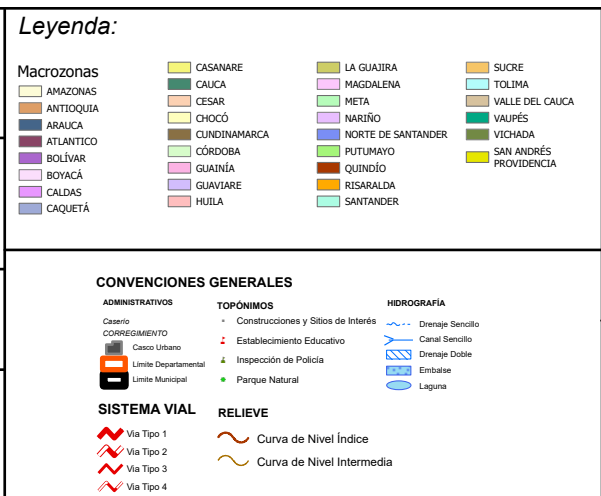 Leyenda:
Macrozonas
AMAZONAS
ANTIOQUIA
ARAUCA
ATLANTICO
BOLÍVAR
BOYACÁ
CALDAS
CAQUETÁ
CASANARE
CAUCA
CESAR
CHOCÓ
CUNDINAMARCA
CÓRDOBA
GUAINÍA
GUAVIARE
HUILA
LA GUAJIRA
MAGDALENA
META
NARIÑO
NORTE DE SANTANDER
PUTUMAYO
QUINDÍO
RISARALDA
SANTANDER
SUCRE
TOLIMA
VALLE DEL CAUCA
VAUPÉS
VICHADA
SAN ANDRÉS
PROVIDENCIA
CONVENCIONES GENERALES
ADMINISTRATIVOS
Caserío
CORREGIMIENTO
Casco Urbano
Límite Departamental
Límite Municipal
TOPÓNIMOS
Construcciones y Sitios de Interés
Establecimiento Educativo
Inspección de Policía
Parque Natural
HIDROGRAFÍA
Drenaje Sencillo
Canal Sencillo
Drenaje Doble
Embalse
Laguna
SISTEMA VIAL
Via Tipo 1
Via Tipo 2
Via Tipo 3
Via Tipo 4
RELIEVE
Curva de Nivel Índice
Curva de Nivel Intermedia